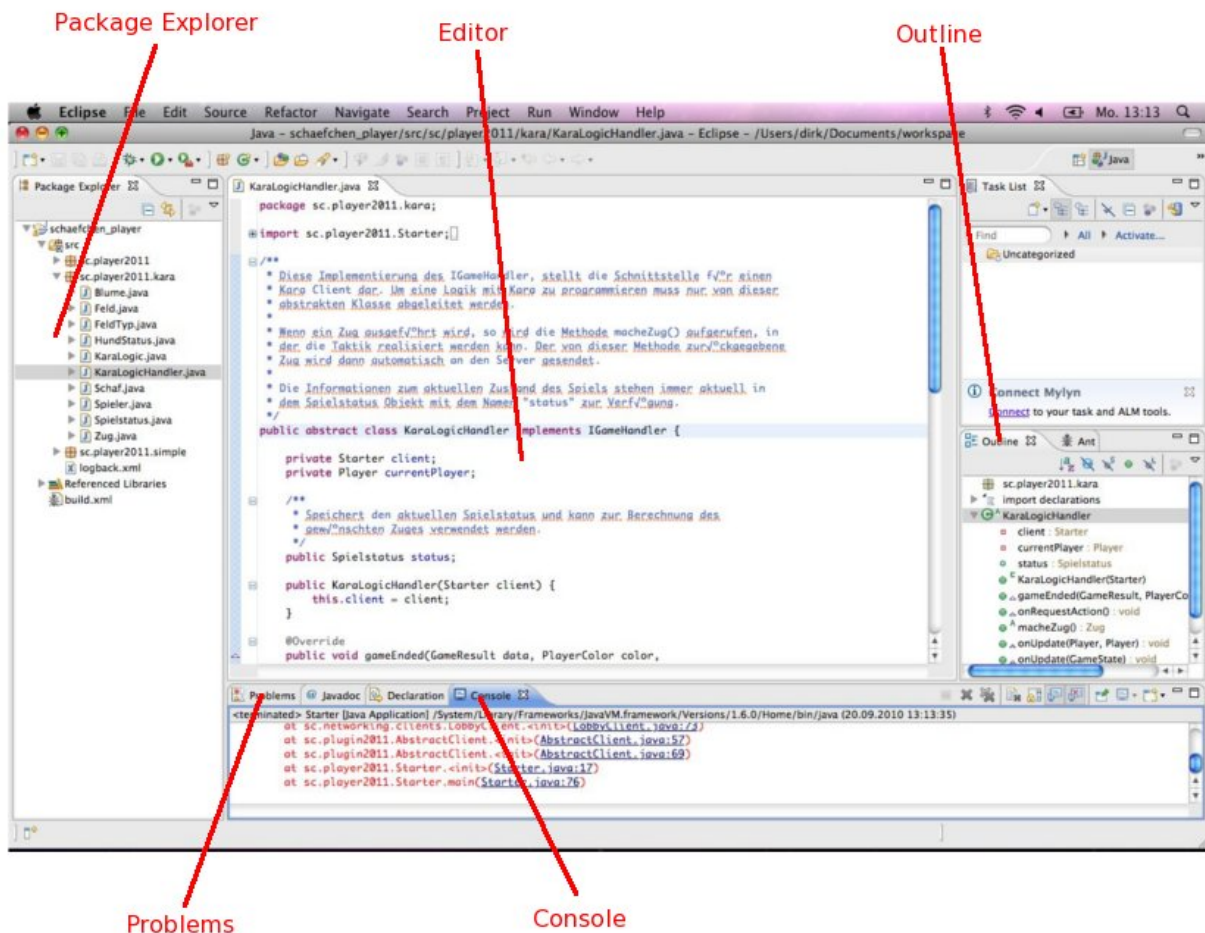 Package Explorer
Editor
Outline
Eclipse File Edit Source Refactor Navigate Search Project Run Window Help
Mo. 13:13
Java – schaefchen_player/src/sc/player2011/kara/KaraLogicHandler.java – Eclipse – /Users/dirk/Documents/workspace
Java
Package Explorer
schaefchen_player
src
sc.player2011
sc.player2011.kara
Blume.java
Feld.java
FeldTyp.java
HundStatus.java
KaraLogic.java
KaraLogicHandler.java
Schaf.java
Spieler.java
Spielstatus.java
Zug.java
sc.player2011.simple
logback.xml
Referenced Libraries
build.xml
KaraLogicHandler.java
package sc.player2011.kara;
import sc.player2011.Starter;
/**
* Diese Implementierung des IGameHandler, stellt die Schnittstelle f√ºr einen
* Kara Client dar. Um eine Logik mit Kara zu programmieren muss nur von dieser
* abstrakten Klasse abgeleitet werden.
*
* Wenn ein Zug ausgef√ºhrt wird, so wird die Methode macheZug() aufgerufen, in
* der die Taktik realisiert werden kann. Der von dieser Methode zur√ºckgegebene
* Zug wird dann automatisch an den Server gesendet.
*
* Die Informationen zum aktuellen Zustand des Spiels stehen immer aktuell in
* dem Spielstatus Objekt mit dem Namen "status" zur Verf√ºgung.
*/
public abstract class KaraLogicHandler implements IGameHandler {
private Starter client;
private Player currentPlayer;
/**
* Speichert den aktuellen Spielstatus und kann zur Berechnung des
* gew√ºnschten Zuges verwendet werden.
*/
public Spielstatus status;
public KaraLogicHandler(Starter client) {
this.client = client;
}
@Override
public void gameEnded(GameResult data, PlayerColor color,
Task List
Find All Activate...
Uncategorized
Connect Mylyn
Connect to your task and ALM tools.
Outline Ant
sc.player2011.kara
import declarations
KaraLogicHandler
client : Starter
currentPlayer : Player
status : Spielstatus
KaraLogicHandler(Starter)
gameEnded(GameResult, PlayerCo
onRequestAction() : void
macheZug() : Zug
onUpdate(Player, Player) : void
onUpdate(GameState) : void
Problems Javadoc Declaration Console
<terminated> Starter [Java Application] /System/Library/Frameworks/JavaVM.framework/Versions/1.6.0/Home/bin/java (20.09.2010 13:13:35)
at sc.networking.clients.LobbyClient.<init>(LobbyClient.java:73)
at sc.plugin2011.AbstractClient.<init>(AbstractClient.java:57)
at sc.plugin2011.AbstractClient.<init>(AbstractClient.java:69)
at sc.player2011.Starter.<init>(Starter.java:17)
at sc.player2011.Starter.main(Starter.java:76)
Problems
Console